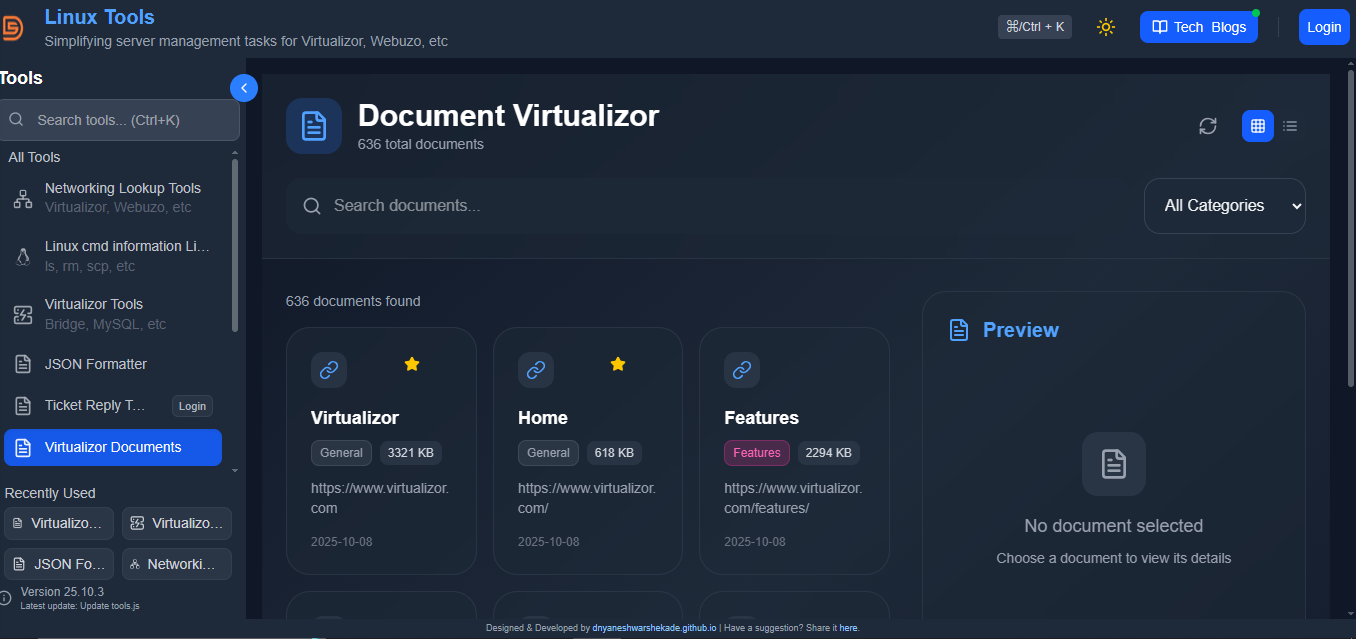 Linux Tools
Simplifying server management tasks for Virtualizor, Webuzo, etc
⌘/Ctrl + K
Tech Blogs
Login
Tools
Search tools... (Ctrl+K)
All Tools
Networking Lookup Tools
Virtualizor, Webuzo, etc
Linux cmd information Li...
ls, rm, scp, etc
Virtualizor Tools
Bridge, MySQL, etc
JSON Formatter
Ticket Reply T...
Login
Virtualizor Documents
Recently Used
Virtualizo...
Virtualizo...
JSON Fo...
Networki...
Version 25.10.3
Latest update: Update tools.js
Document Virtualizor
636 total documents
Search documents...
All Categories
636 documents found
Virtualizor
General
3321 KB
https://www.virtualizor.
com
2025-10-08
Home
General
618 KB
https://www.virtualizor.
com/
2025-10-08
Features
Features
2294 KB
https://www.virtualizor.
com/features/
2025-10-08
Preview
No document selected
Choose a document to view its details
Designed & Developed by dnyaneshwarshekade.github.io | Have a suggestion? Share it here.